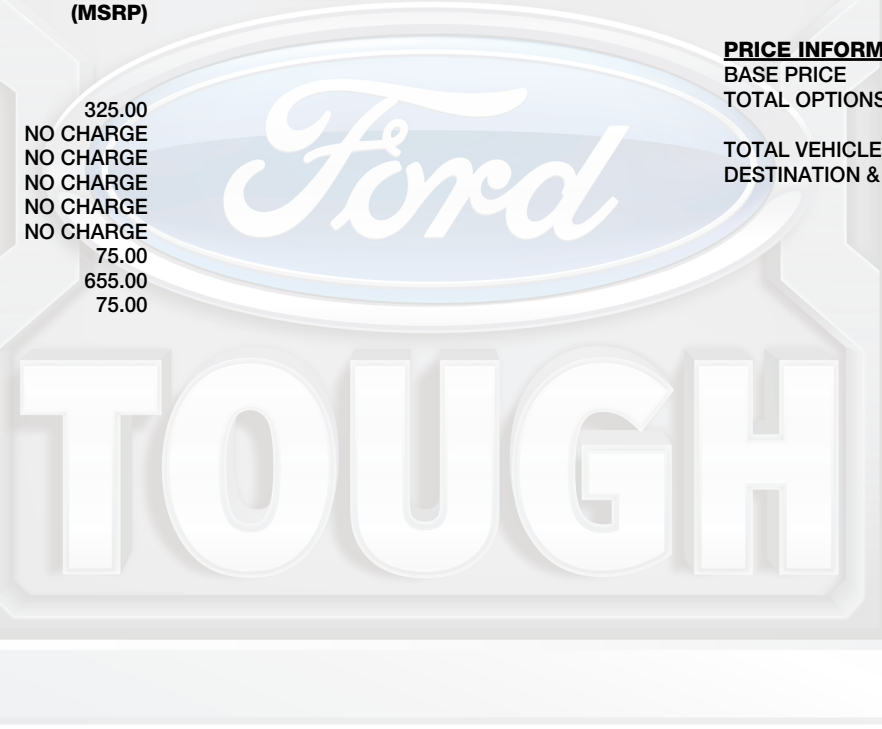 (MSRP)
325.00
NO CHARGE
NO CHARGE
NO CHARGE
NO CHARGE
NO CHARGE
75.00
655.00
75.00
PRICE INFORM
BASE PRICE
TOTAL OPTIONS
TOTAL VEHICLE
DESTINATION &
Ford
TOUGH